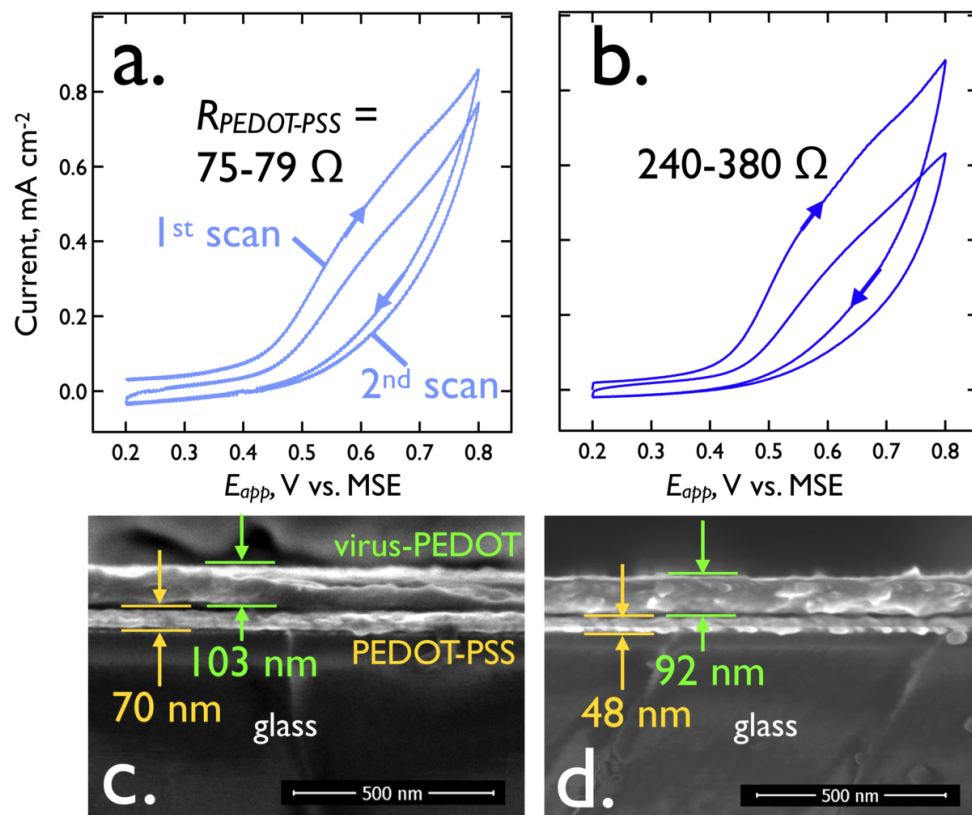 a.
R_PEDOT-PSS =
75-79 Ω
1st scan
2nd scan
Current, mA cm-2
0.8
0.6
0.4
0.2
0.0
0.2 0.3 0.4 0.5 0.6 0.7 0.8
E_app, V vs. MSE
b.
240-380 Ω
0.2 0.3 0.4 0.5 0.6 0.7 0.8
E_app, V vs. MSE
virus-PEDOT
PEDOT-PSS
103 nm
70 nm
glass
c.
500 nm
92 nm
48 nm
glass
d.
500 nm